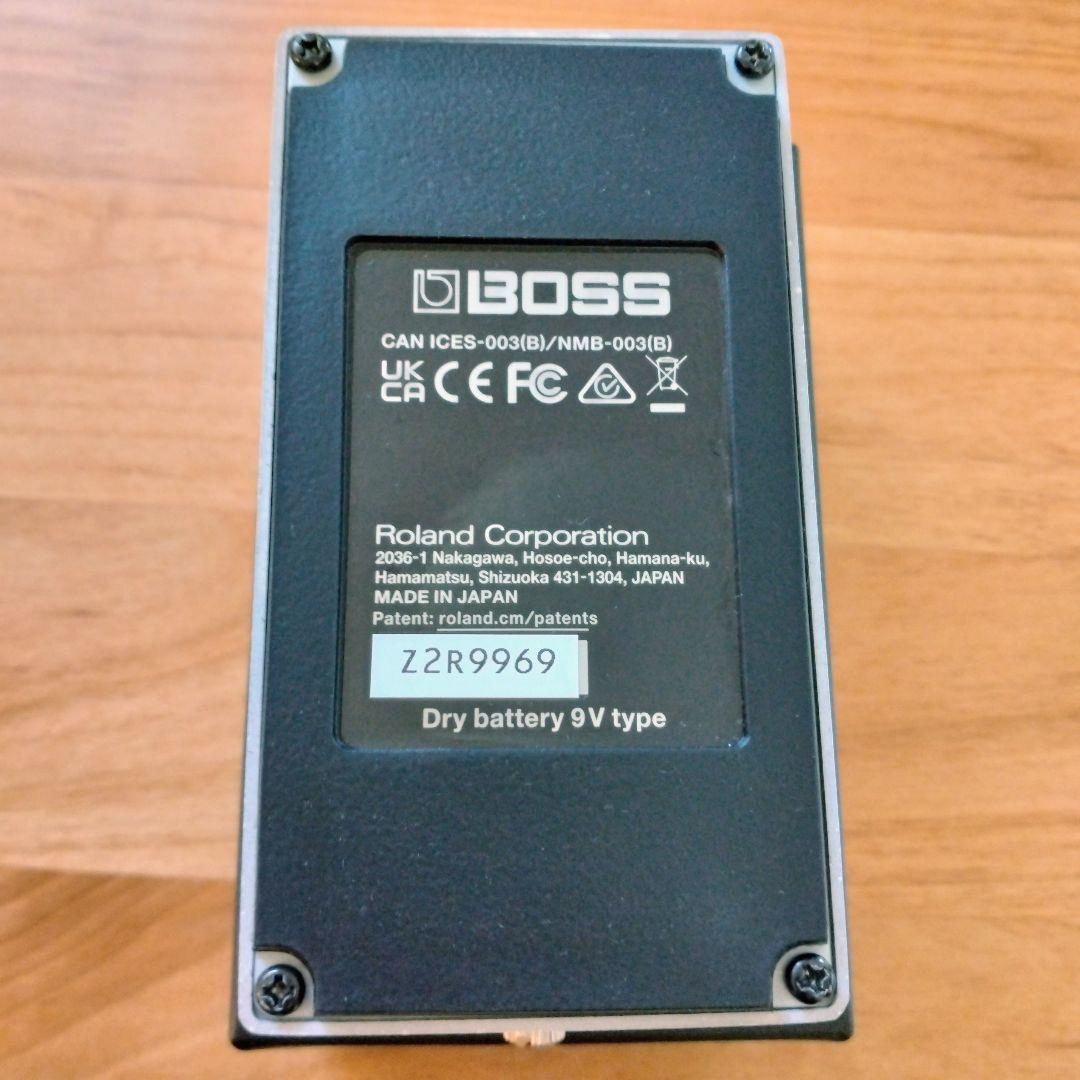 BOSS
CAN ICES-003(B)/NMB-003(B)
UK CA CE FC
Roland Corporation
2036-1 Nakagawa, Hosoe-cho, Hamana-ku,
Hamamatsu, Shizuoka 431-1304, JAPAN
MADE IN JAPAN
Patent: roland.cm/patents
Z2R9969
Dry battery 9V type